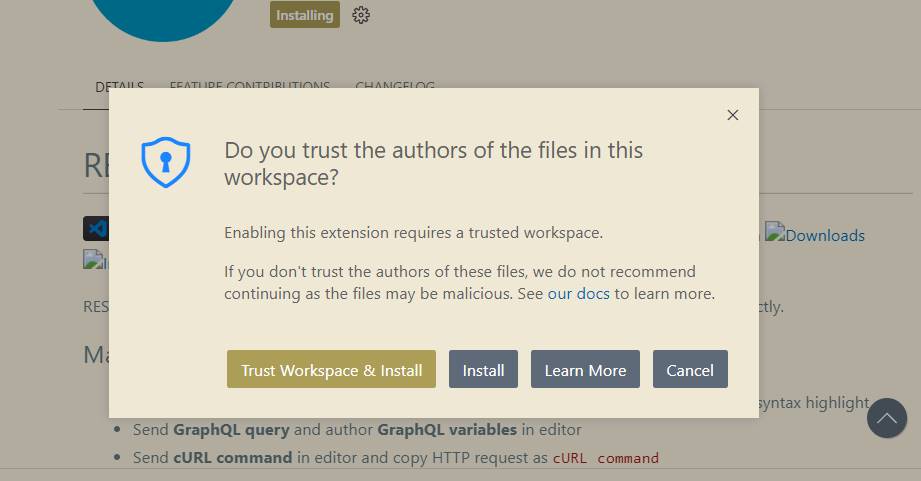 Installing
DETAILS FEATURE CONTRIBUTIONS CHANGELOG
Do you trust the authors of the files in this
workspace?
Enabling this extension requires a trusted workspace.
Downloads
If you don't trust the authors of these files, we do not recommend
continuing as the files may be malicious. See our docs to learn more.
Trust Workspace & Install Install Learn More Cancel
syntax highlight
Send GraphQL query and author GraphQL variables in editor
Send cURL command in editor and copy HTTP request as cURL command